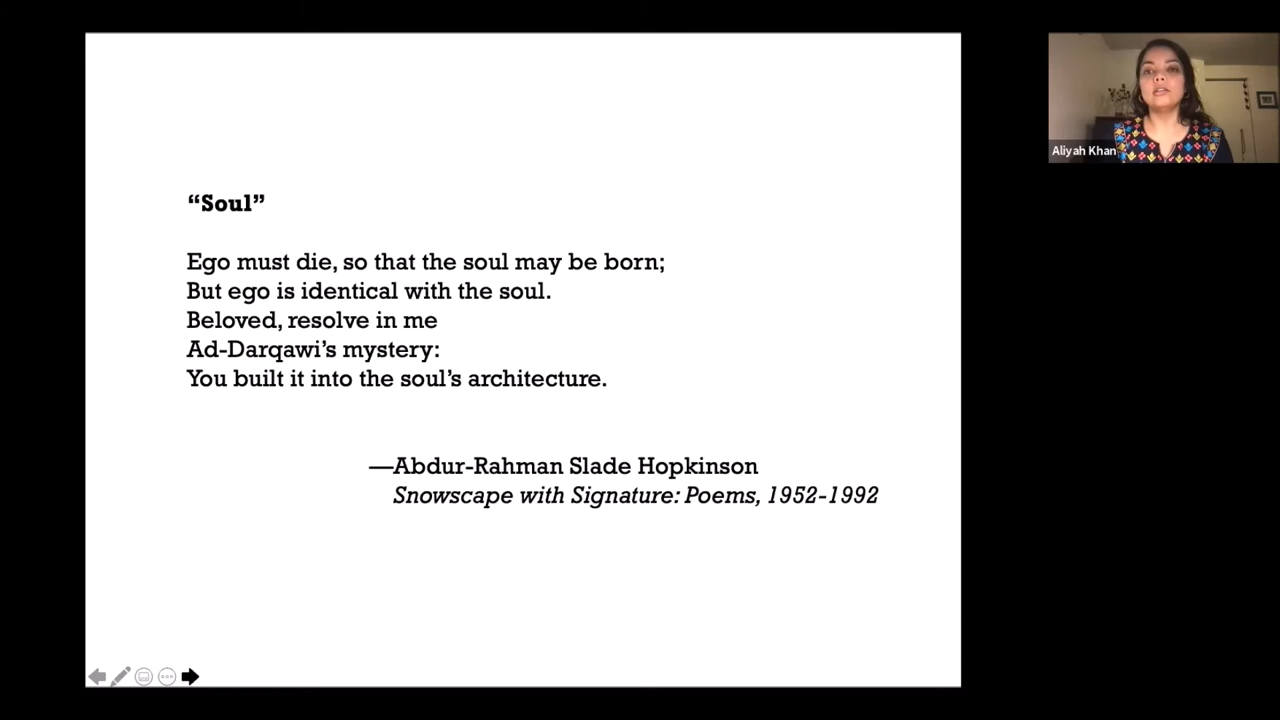 “Soul”
Ego must die, so that the soul may be born;
But ego is identical with the soul.
Beloved, resolve in me
Ad-Darqawi’s mystery:
You built it into the soul’s architecture.
—Abdur-Rahman Slade Hopkinson
Snowscape with Signature: Poems, 1952-1992
Aliyah Khan